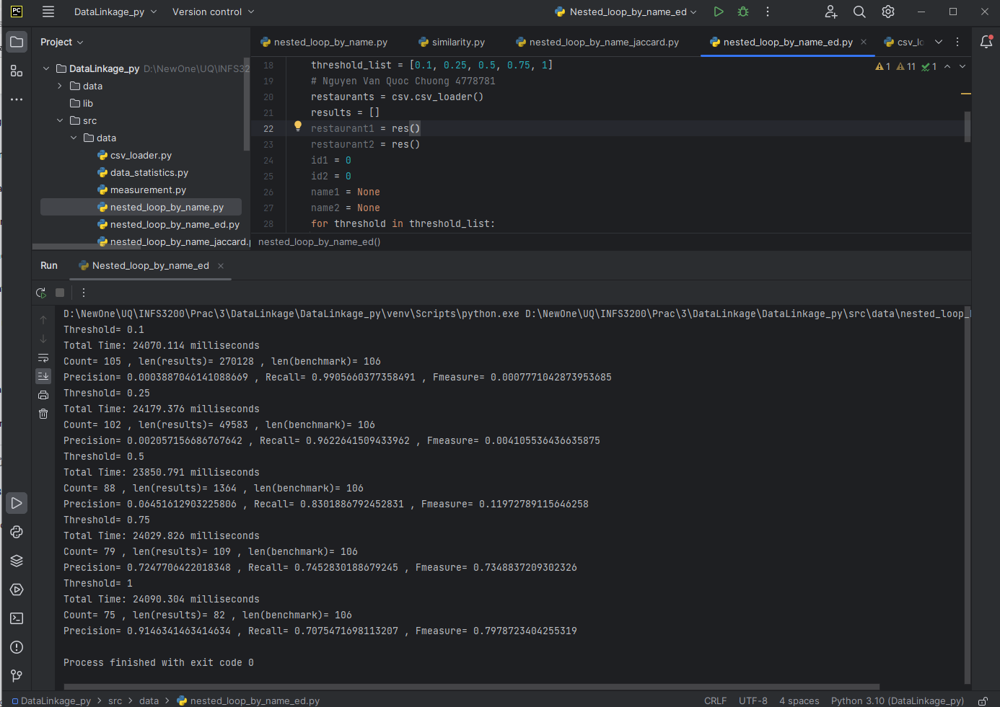 PC
DataLinkage_py
Version control
Nested_loop_by_name_ed
Project
nested_loop_by_name.py
similarity.py
nested_loop_by_name_jaccard.py
nested_loop_by_name_ed.py
csv_lo
DataLinkage_py D:\NewOne\UQ\INFS32
data
lib
src
data
csv_loader.py
data_statistics.py
measurement.py
nested_loop_by_name.py
nested_loop_by_name_ed.py
nested_loop_by_name_jaccard.p
1 11 1
18 threshold_list = [0.1, 0.25, 0.5, 0.75, 1]
19 # Nguyen Van Quoc Chuong 4778781
20 restaurants = csv.csv_loader()
21 results = []
22 restaurant1 = res()
23 restaurant2 = res()
24 id1 = 0
25 id2 = 0
26 name1 = None
27 name2 = None
28 for threshold in threshold_list:
nested_loop_by_name_ed()
Run
Nested_loop_by_name_ed
D:\NewOne\UQ\INFS3200\Prac\3\DataLinkage\DataLinkage_py\venv\Scripts\python.exe D:\NewOne\UQ\INFS3200\Prac\3\DataLinkage\DataLinkage_py\src\data\nested_loop_
Threshold= 0.1
Total Time: 24070.114 milliseconds
Count= 105 , len(results)= 270128 , len(benchmark)= 106
Precision= 0.0003887046141088669 , Recall= 0.9905660377358491 , Fmeasure= 0.0007771042873953685
Threshold= 0.25
Total Time: 24179.376 milliseconds
Count= 102 , len(results)= 49583 , len(benchmark)= 106
Precision= 0.002057156686767642 , Recall= 0.9622641509433962 , Fmeasure= 0.004105536436635875
Threshold= 0.5
Total Time: 23850.791 milliseconds
Count= 88 , len(results)= 1364 , len(benchmark)= 106
Precision= 0.06451612903225806 , Recall= 0.8301886792452831 , Fmeasure= 0.11972789115646258
Threshold= 0.75
Total Time: 24029.826 milliseconds
Count= 79 , len(results)= 109 , len(benchmark)= 106
Precision= 0.7247706422018348 , Recall= 0.7452830188679245 , Fmeasure= 0.7348837209302326
Threshold= 1
Total Time: 24090.304 milliseconds
Count= 75 , len(results)= 82 , len(benchmark)= 106
Precision= 0.9146341463414634 , Recall= 0.7075471698113207 , Fmeasure= 0.7978723404255319
Process finished with exit code 0
DataLinkage_py > src > data > nested_loop_by_name_ed.py
CRLF UTF-8 4 spaces Python 3.10 (DataLinkage_py)